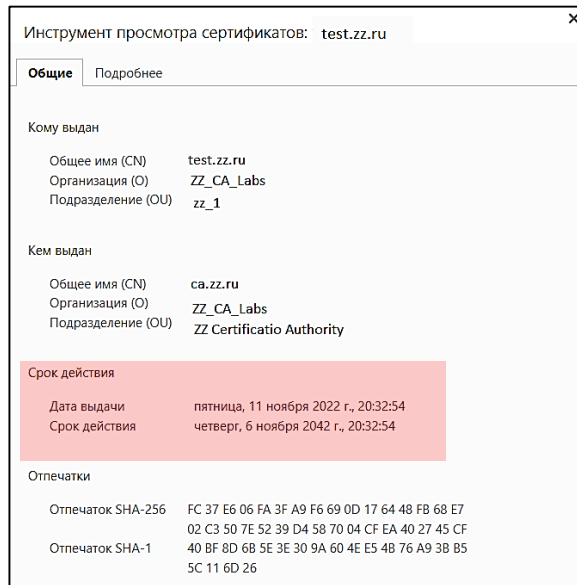 Инструмент просмотра сертификатов: test.zz.ru
Общие Подробнее
Кому выдан
Общее имя (CN) test.zz.ru
Организация (O) ZZ_CA_Labs
Подразделение (OU) zz_1
Кем выдан
Общее имя (CN) ca.zz.ru
Организация (O) ZZ_CA_Labs
Подразделение (OU) ZZ Certificatio Authority
Срок действия
Дата выдачи пятница, 11 ноября 2022 г., 20:32:54
Срок действия четверг, 6 ноября 2042 г., 20:32:54
Отпечатки
Отпечаток SHA-256 FC 37 E6 06 FA 3F A9 F6 69 0D 17 64 48 FB 68 E7
02 C3 50 7E 52 39 D4 58 70 04 CF EA 40 27 45 CF
Отпечаток SHA-1 40 BF 8D 6B 5E 3E 30 9A 60 4E E5 4B 76 A9 3B B5
5C 11 6D 26